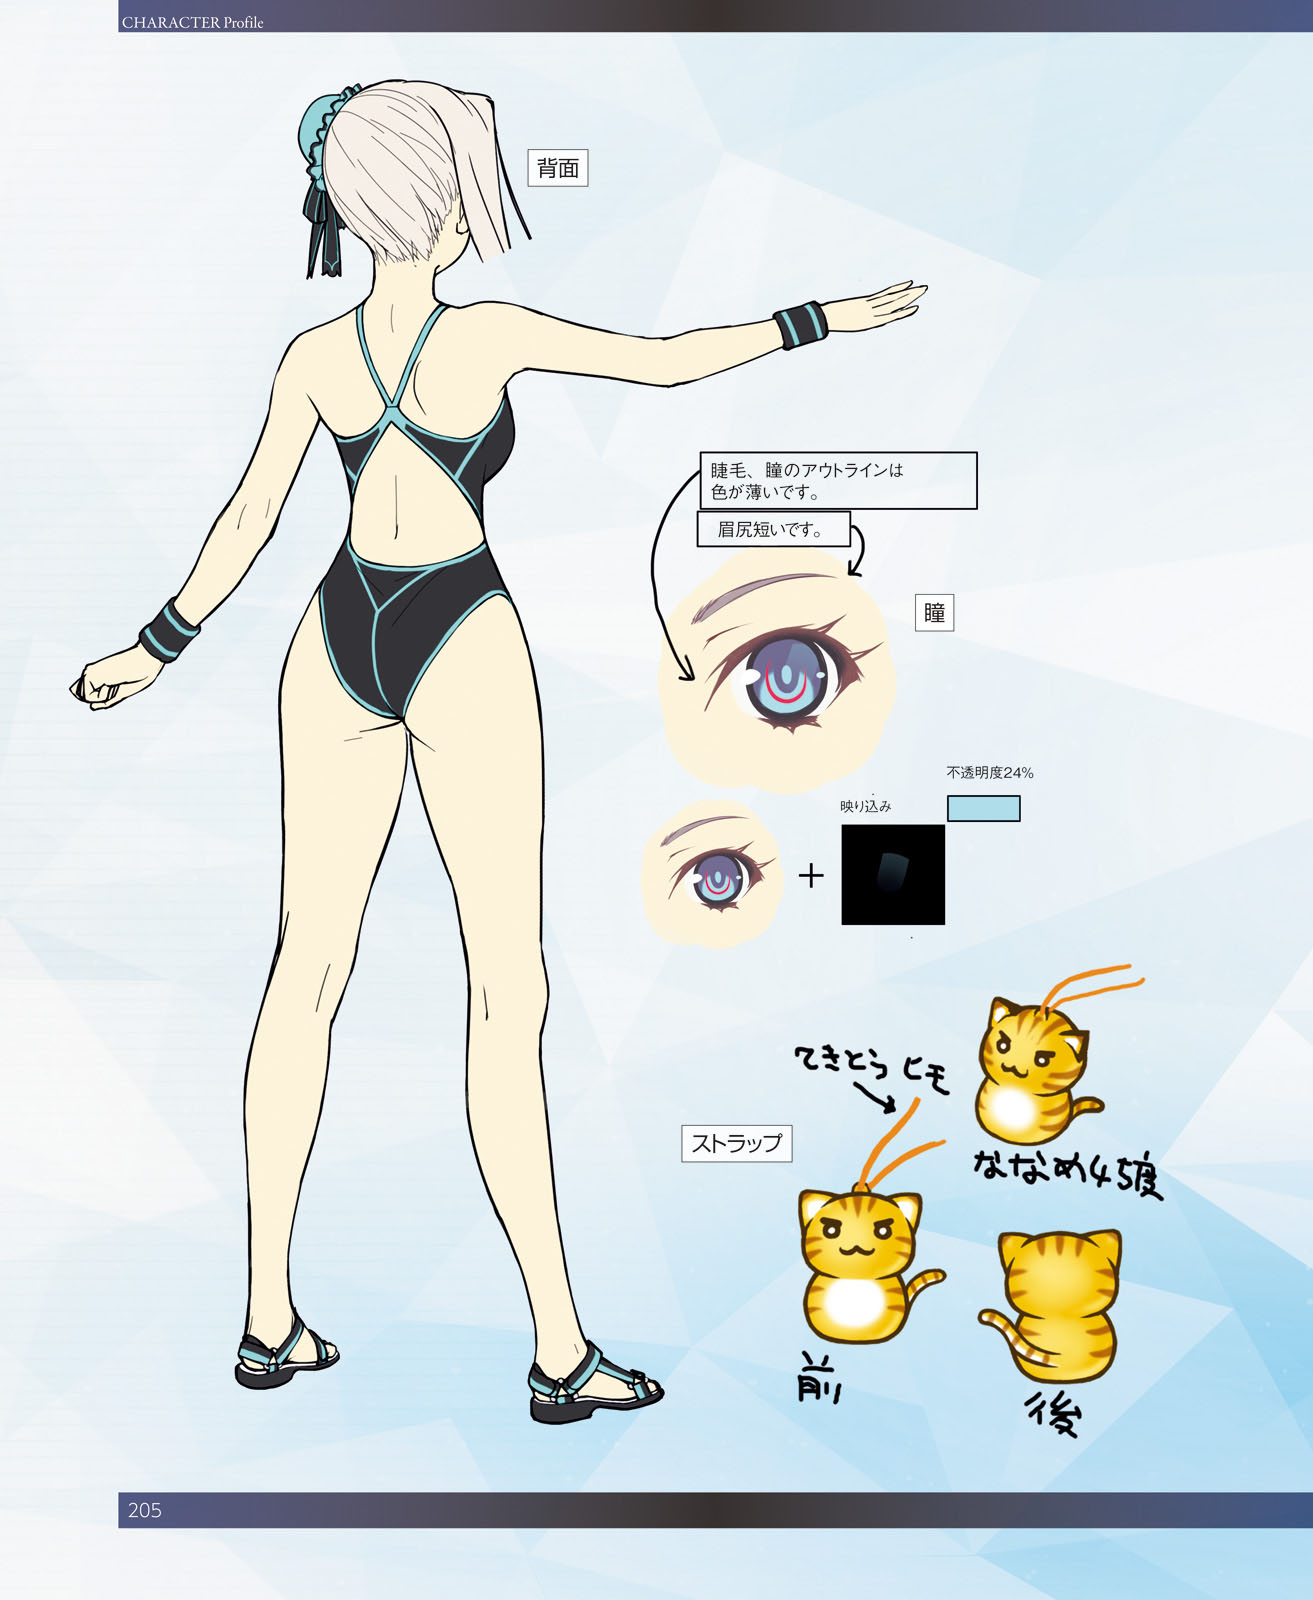 CHARACTER Profile
背面
睫毛、瞳のアウトラインは
色が薄いです。
眉尻短いです。
瞳
不透明度24%
映り込み
+
てきとう ヒモ
ストラップ
ななめ45度
前
後
205